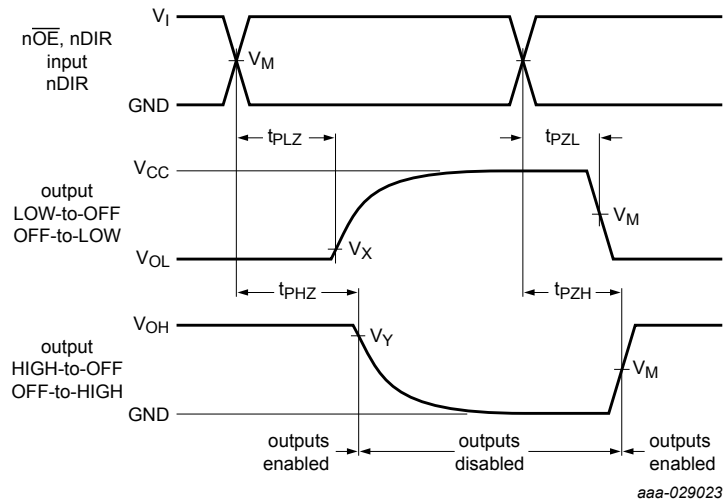 V_I
nO̅E̅, nDIR
input
nDIR
V_M
GND
t_PLZ
t_PZL
V_CC
output
LOW-to-OFF
OFF-to-LOW
V_M
V_OL
V_X
t_PHZ
t_PZH
V_OH
V_Y
output
HIGH-to-OFF
OFF-to-HIGH
V_M
GND
outputs
enabled
outputs
disabled
outputs
enabled
aaa-029023